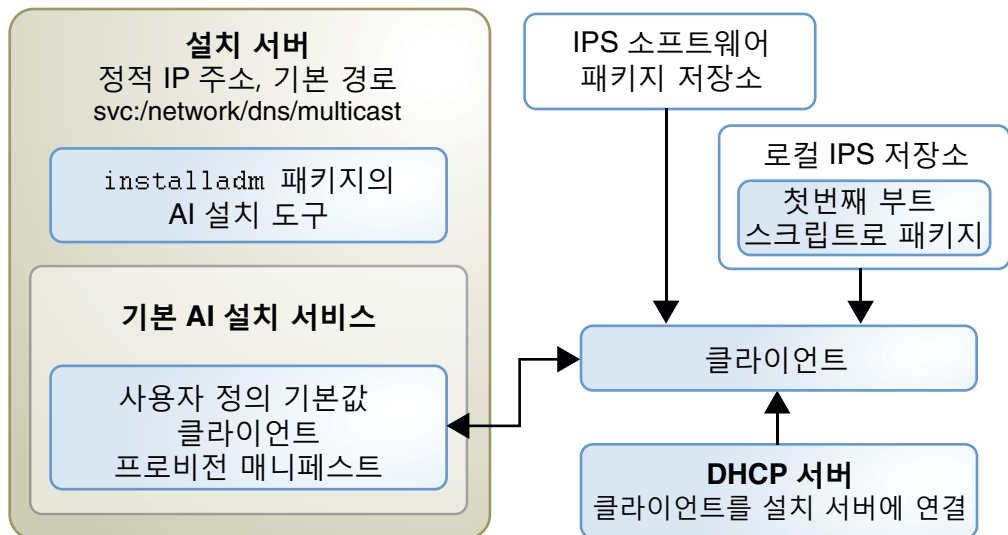 설치 서버
정적 IP 주소, 기본 경로
svc:/network/dns/multicast
installadm 패키지의
AI 설치 도구
기본 AI 설치 서비스
사용자 정의 기본값
클라이언트
프로비전 매니페스트
IPS 소프트웨어
패키지 저장소
로컬 IPS 저장소
첫번째 부트
스크립트로 패키지
클라이언트
DHCP 서버
클라이언트를 설치 서버에 연결